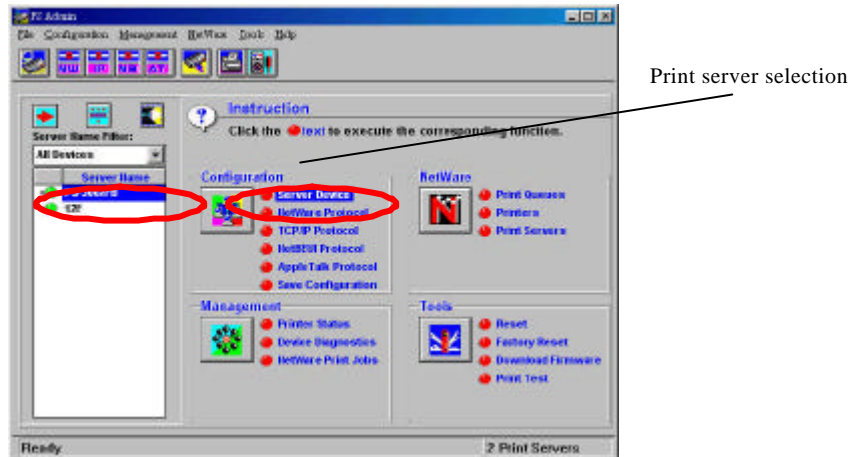 PS Admin
File Configuration Management NetWare Tools Help
Print server selection
Instruction
Click the text to execute the corresponding function.
Server Name Filter:
All Devices
Server Name
Configuration
Server Device
NetWare Protocol
TCP/IP Protocol
NetBEUI Protocol
AppleTalk Protocol
Save Configuration
NetWare
Print Queues
Printers
Print Servers
Management
Printer Status
Device Diagnostics
NetWare Print Jobs
Tools
Reset
Factory Reset
Download Firmware
Print Test
Ready
2 Print Servers